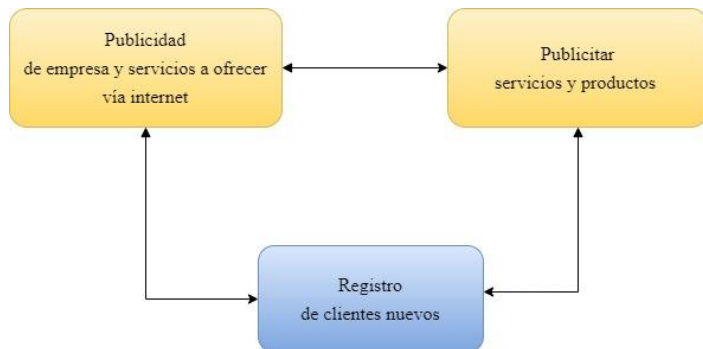 Publicidad
de empresa y servicios a ofrecer
vía internet
Publicitar
servicios y productos
Registro
de clientes nuevos